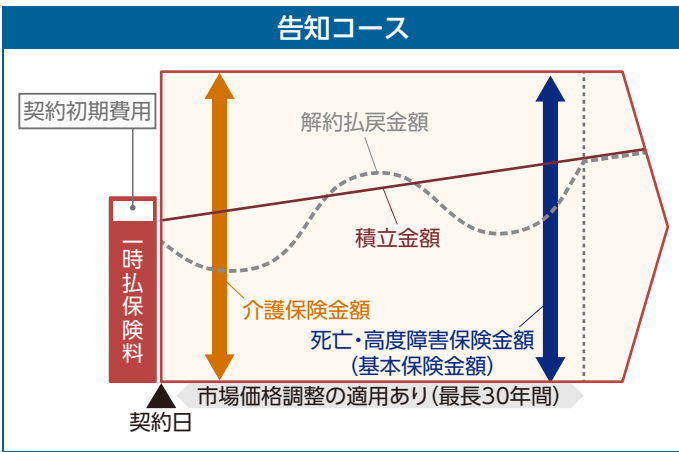 告知コース
契約初期費用
解約払戻金額
積立金額
一時払保険料
介護保険金額
死亡・高度障害保険金額
(基本保険金額)
市場価格調整の適用あり(最長30年間)
契約日